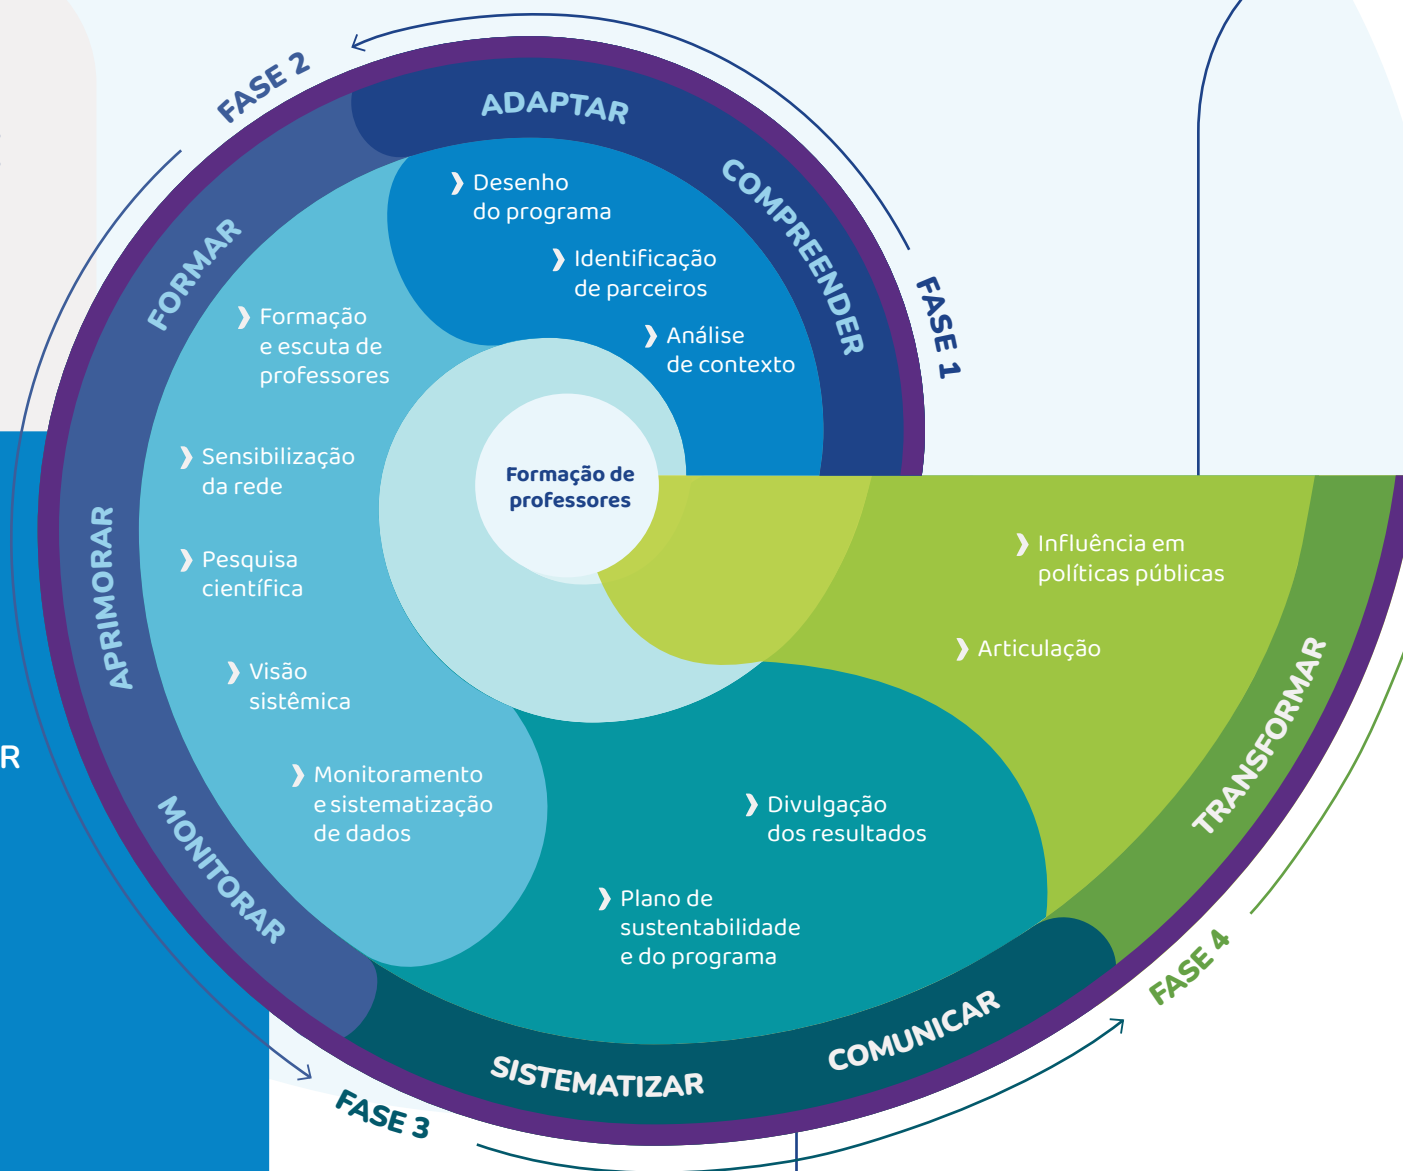 FASE 1
COMPREENDER
ADAPTAR
Análise
de contexto
Identificação
de parceiros
Desenho
do programa
FASE 2
FORMAR
APRIMORAR
MONITORAR
Formação
e escuta de
professores
Sensibilização
da rede
Pesquisa
científica
Visão
sistêmica
Monitoramento
e sistematização
de dados
FASE 3
SISTEMATIZAR
COMUNICAR
Plano de
sustentabilidade
e do programa
Divulgação
dos resultados
FASE 4
TRANSFORMAR
Articulação
Influência em
políticas públicas
Formação de
professores
R